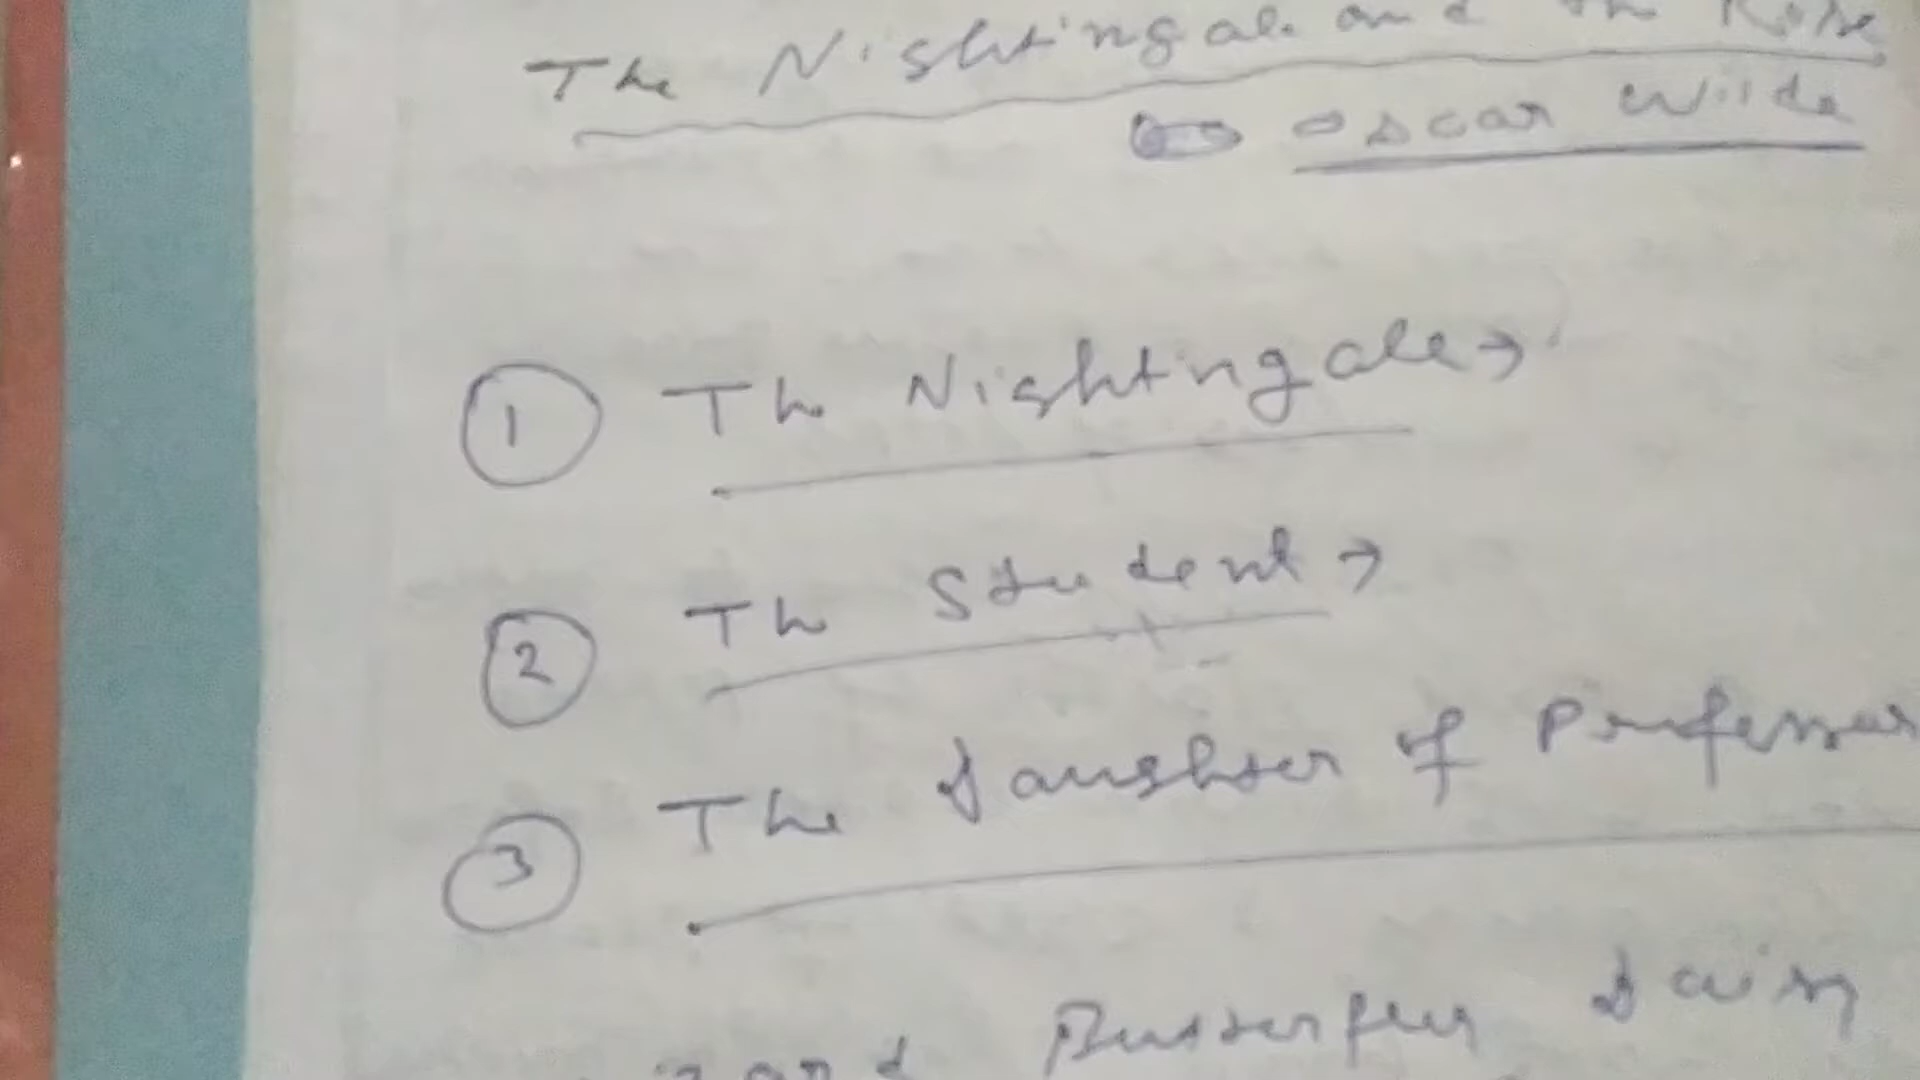 The Nightingale and the Rose
Oscar Wilde
1 The Nightingale →
2 The Student →
3 The daughter of Professor
Butterfly daisy